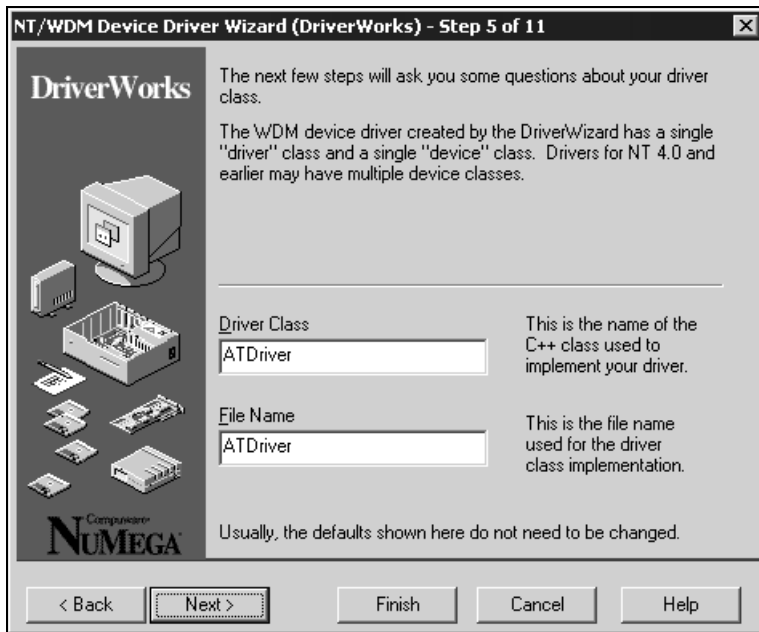 NT/WDM Device Driver Wizard (DriverWorks) - Step 5 of 11
DriverWorks
The next few steps will ask you some questions about your driver
class.
The WDM device driver created by the DriverWizard has a single
"driver" class and a single "device" class. Drivers for NT 4.0 and
earlier may have multiple device classes.
Driver Class
ATDriver
This is the name of the
C++ class used to
implement your driver.
File Name
ATDriver
This is the file name
used for the driver
class implementation.
Compuware
NUMEGA
Usually, the defaults shown here do not need to be changed.
< Back
Next >
Finish
Cancel
Help